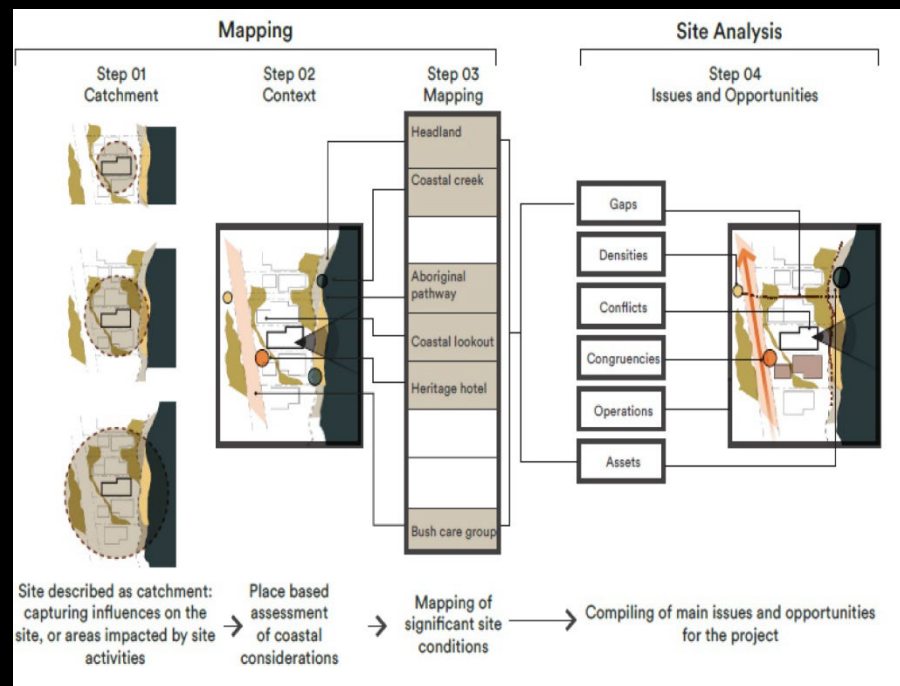 Mapping
Site Analysis
Step 01
Catchment
Step 02
Context
Step 03
Mapping
Step 04
Issues and Opportunities
Headland
Coastal creek
Aboriginal
pathway
Coastal lookout
Heritage hotel
Bush care group
Gaps
Densities
Conflicts
Congruencies
Operations
Assets
Site described as catchment:
capturing influences on the
site, or areas impacted by site
activities
Place based
assessment
of coastal
considerations
Mapping of
significant site
conditions
Compiling of main issues and opportunities
for the project